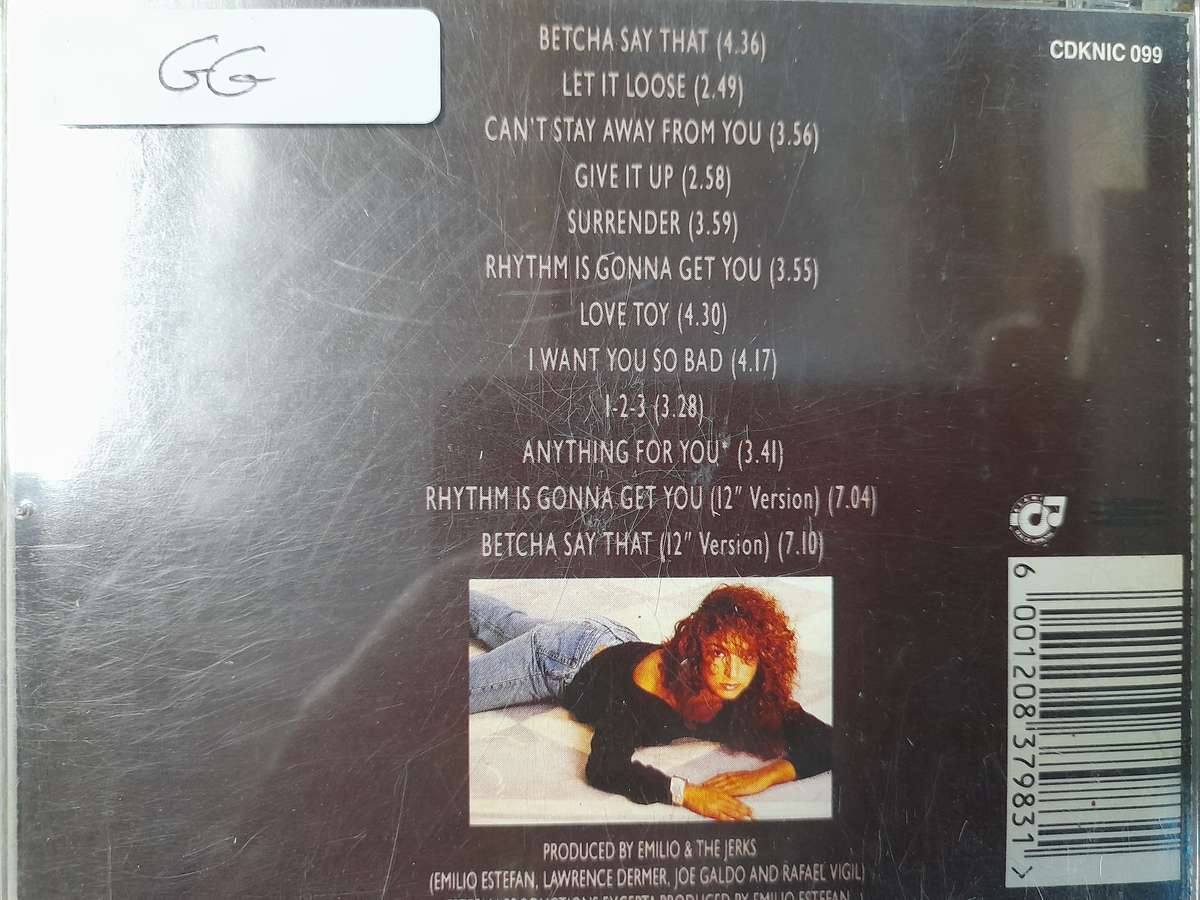 GG
CDKNIC 099
BETCHA SAY THAT (4.36)
LET IT LOOSE (2.49)
CAN'T STAY AWAY FROM YOU (3.56)
GIVE IT UP (2.58)
SURRENDER (3.59)
RHYTHM IS GONNA GET YOU (3.55)
LOVE TOY (4.30)
I WANT YOU SO BAD (4.17)
1-2-3 (3.28)
ANYTHING FOR YOU* (3.41)
RHYTHM IS GONNA GET YOU (12" Version) (7.04)
BETCHA SAY THAT (12" Version) (7.10)
6 001208 379831 >
PRODUCED BY EMILIO & THE JERKS
(EMILIO ESTEFAN, LAWRENCE DERMER, JOE GALDO AND RAFAEL VIGIL)
PRODUCED BY EMILIO ESTEFAN